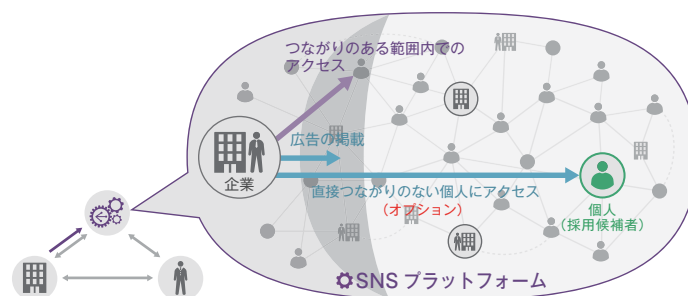 つながりのある範囲内での
アクセス
広告の掲載
企業
直接つながりのない個人にアクセス
（オプション）
個人
（採用候補者）
SNS プラットフォーム